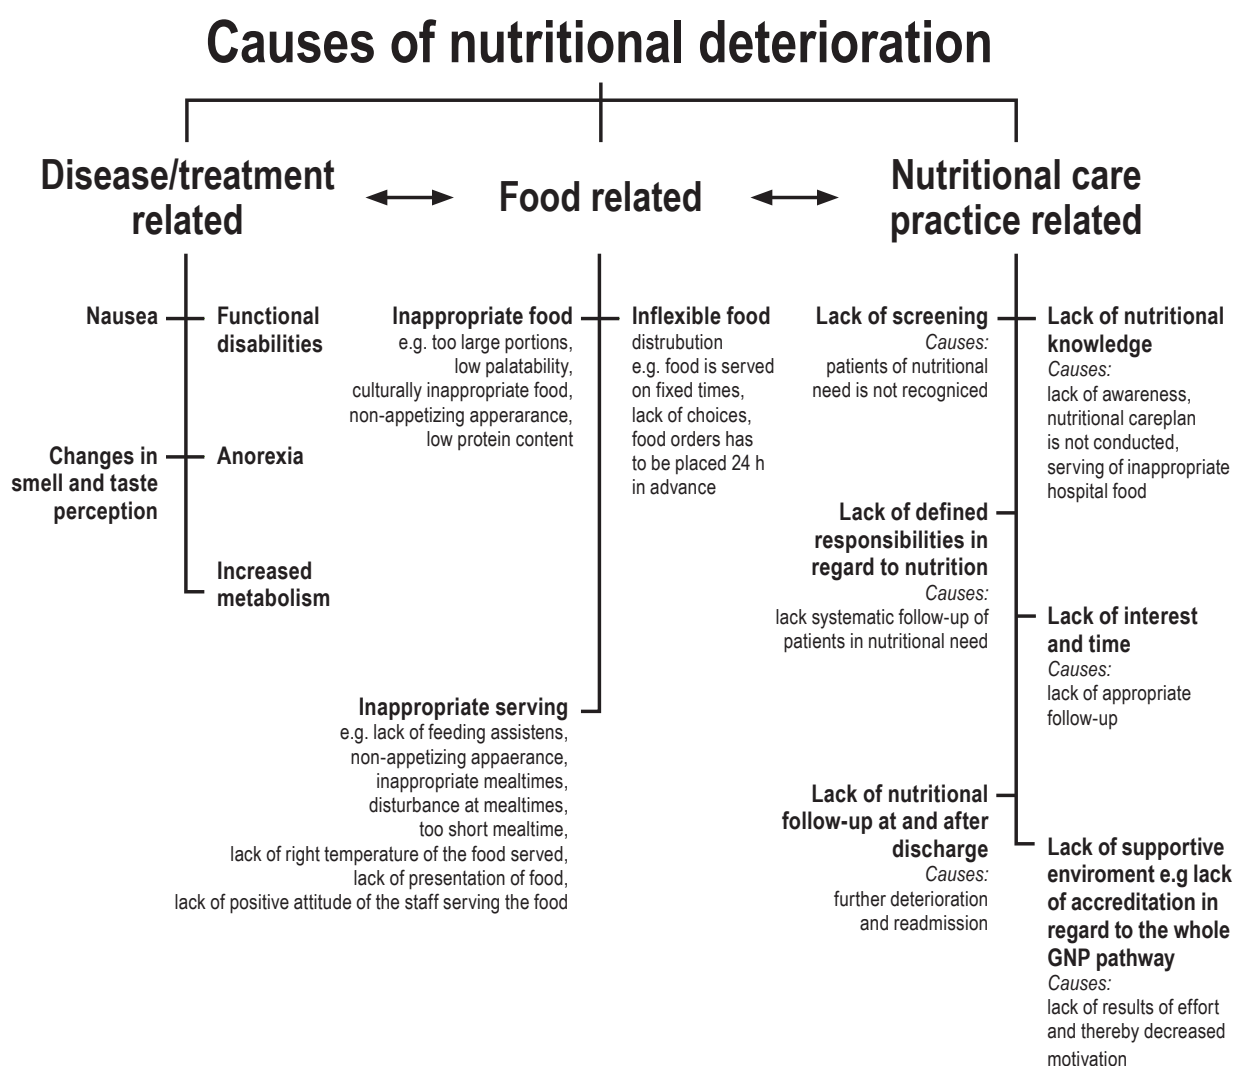 Causes of nutritional deterioration
Disease/treatment
related
Food related
Nutritional care
practice related
Nausea
Functional
disabilities
Changes in
smell and taste
perception
Anorexia
Increased
metabolism
Inappropriate food
e.g. too large portions,
low palatability,
culturally inappropriate food,
non-appetizing apperarance,
low protein content
Inflexible food
distrubution
e.g. food is served
on fixed times,
lack of choices,
food orders has
to be placed 24 h
in advance
Inappropriate serving
e.g. lack of feeding assistens,
non-appetizing appaerance,
inappropriate mealtimes,
disturbance at mealtimes,
too short mealtime,
lack of right temperature of the food served,
lack of presentation of food,
lack of positive attitude of the staff serving the food
Lack of screening
Causes:
patients of nutritional
need is not recogniced
Lack of nutritional
knowledge
Causes:
lack of awareness,
nutritional careplan
is not conducted,
serving of inappropriate
hospital food
Lack of defined
responsibilities in
regard to nutrition
Causes:
lack systematic follow-up of
patients in nutritional need
Lack of interest
and time
Causes:
lack of appropriate
follow-up
Lack of nutritional
follow-up at and after
discharge
Causes:
further deterioration
and readmission
Lack of supportive
enviroment e.g lack
of accreditation in
regard to the whole
GNP pathway
Causes:
lack of results of effort
and thereby decreased
motivation